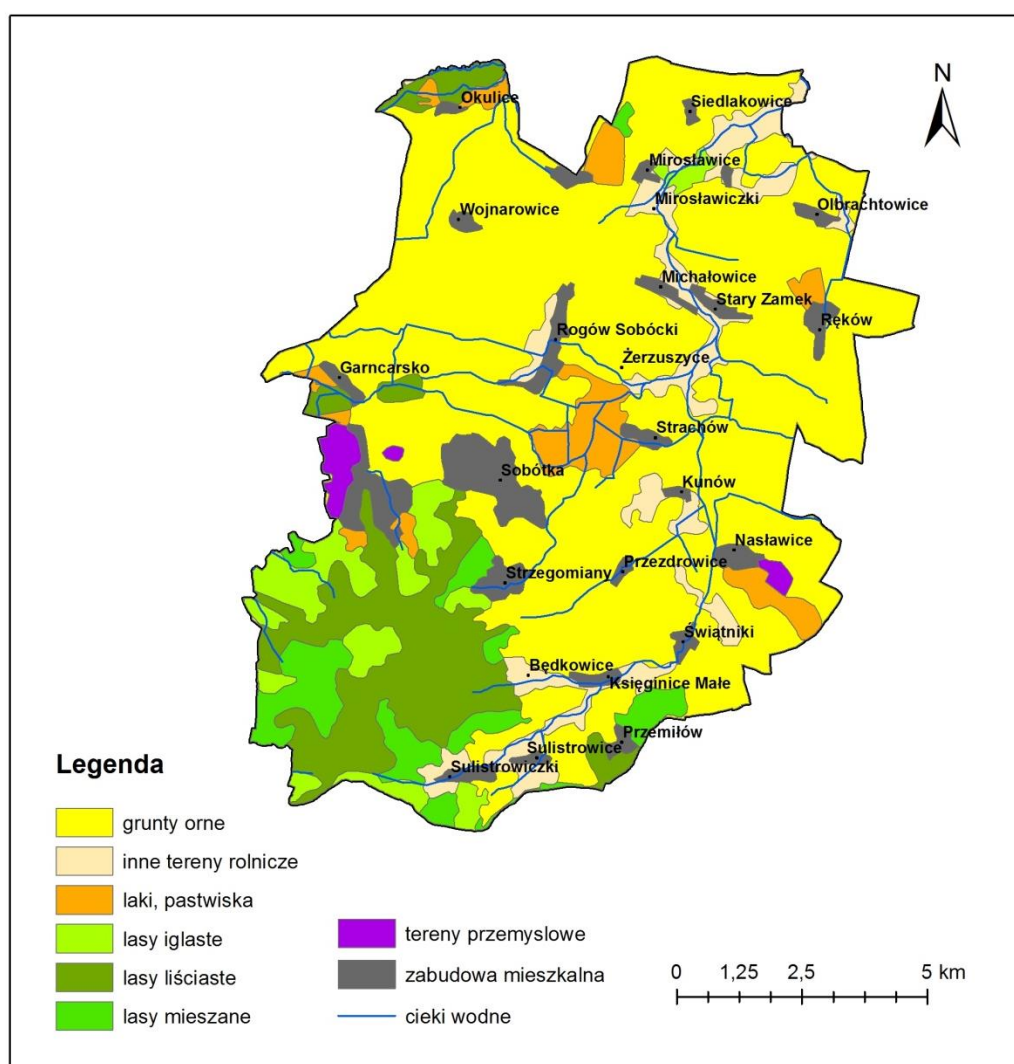 N
Okulice
Siedlakowice
Mirosławice
Mirosławiczki
Wojnarowice
Olbrachtowice
Michałowice
Stary Zamek
Rogów Sobócki
Ręków
Żerzuszyce
Garncarsko
Strachów
Sobótka
Kunów
Nasławice
Strzegomiany
Przezdrowice
Świątniki
Będkowice
Księginice Małe
Przemiłów
Sulistrowice
Sulistrowiczki
Legenda
grunty orne
inne tereny rolnicze
laki, pastwiska
lasy iglaste
lasy liściaste
lasy mieszane
tereny przemyslowe
zabudowa mieszkalna
cieki wodne
0 1,25 2,5 5 km